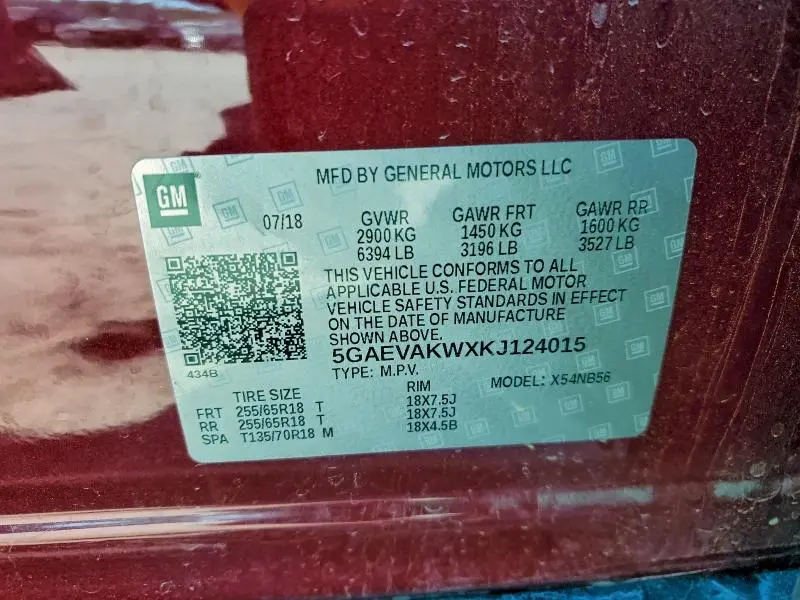 GM
MFD BY GENERAL MOTORS LLC
07/18
GVWR GAWR FRT GAWR RR
2900 KG 1450 KG 1600 KG
6394 LB 3196 LB 3527 LB
THIS VEHICLE CONFORMS TO ALL
APPLICABLE U.S. FEDERAL MOTOR
VEHICLE SAFETY STANDARDS IN EFFECT
ON THE DATE OF MANUFACTURE
SHOWN ABOVE.
434B
5GAEVAKWXKJ124015
TYPE: M.P.V. MODEL: X54NB56
TIRE SIZE RIM
FRT 255/65R18 T 18X7.5J
RR 255/65R18 T 18X7.5J
SPA T135/70R18 M 18X4.5B